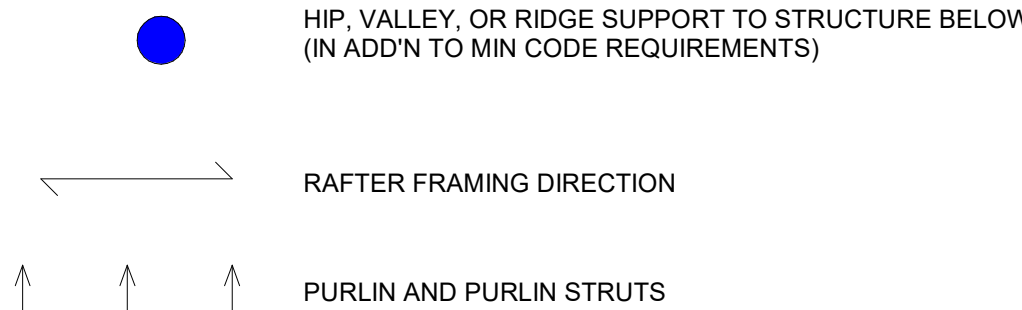 HIP, VALLEY, OR RIDGE SUPPORT TO STRUCTURE BELOW
(IN ADD'N TO MIN CODE REQUIREMENTS)
RAFTER FRAMING DIRECTION
PURLIN AND PURLIN STRUTS